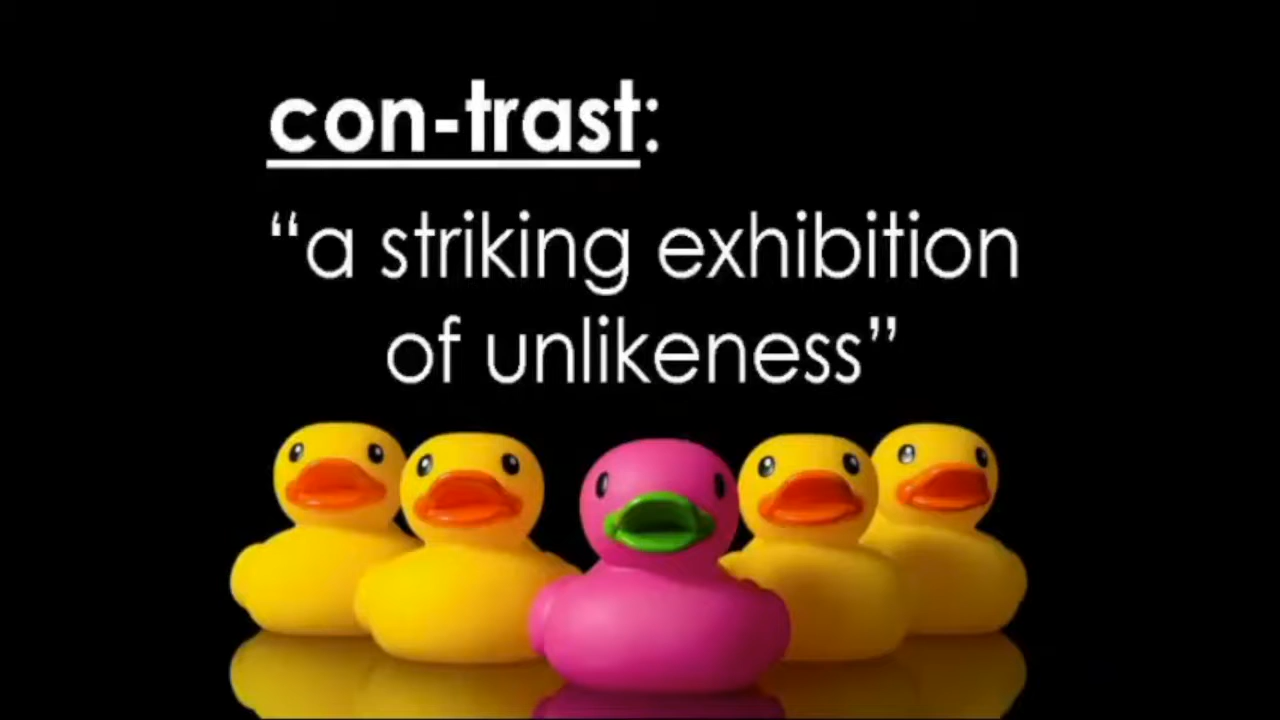 con-trast:
“a striking exhibition
of unlikeness”